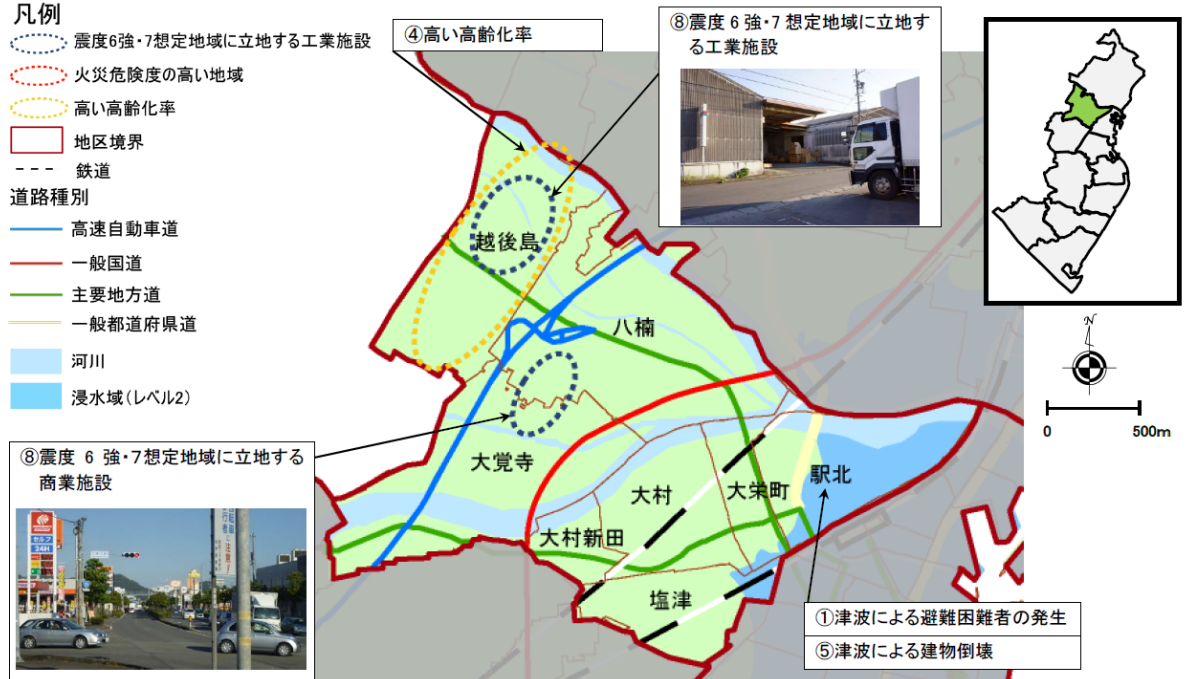 凡例
震度6強・7想定地域に立地する工業施設
火災危険度の高い地域
高い高齢化率
地区境界
鉄道
道路種別
高速自動車道
一般国道
主要地方道
一般都道府県道
河川
浸水域(レベル2)
④高い高齢化率
⑧震度 6 強・7 想定地域に立地す
る工業施設
越後島
八楠
大覚寺
大村
大栄町
駅北
大村新田
塩津
N
0 500m
⑧震度 6 強・7想定地域に立地する
商業施設
セルフ
24H
①津波による避難困難者の発生
⑤津波による建物倒壊